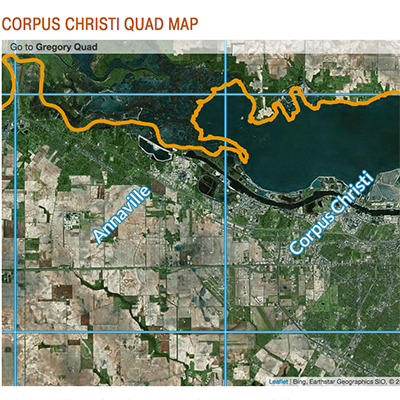 CORPUS CHRISTI QUAD MAP
Go to Gregory Quad
Annaville
Corpus Christi
Leaflet | Bing, Earthstar Geographics SIO, © 2